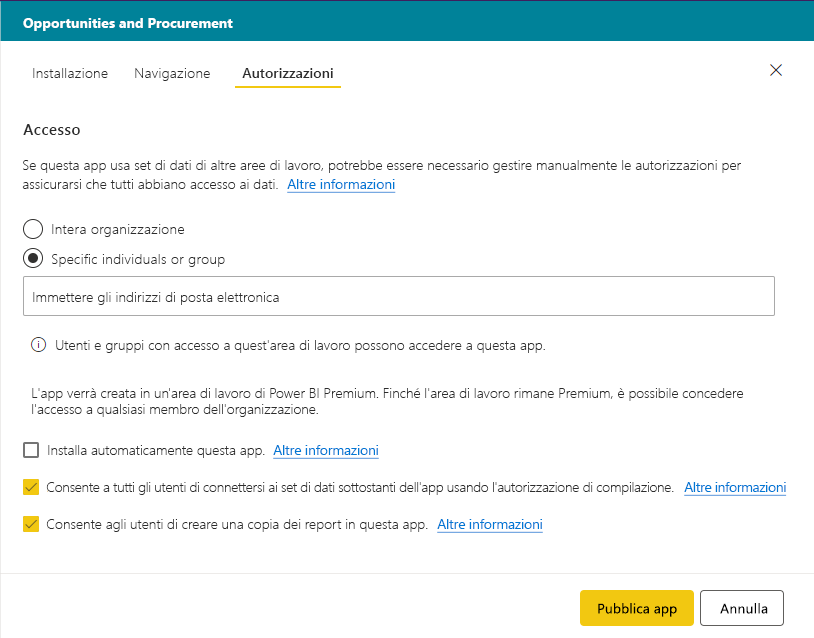 Opportunities and Procurement
Installazione Navigazione Autorizzazioni
Accesso
Se questa app usa set di dati di altre aree di lavoro, potrebbe essere necessario gestire manualmente le autorizzazioni per
assicurarsi che tutti abbiano accesso ai dati. Altre informazioni
Intera organizzazione
Specific individuals or group
Immettere gli indirizzi di posta elettronica
Utenti e gruppi con accesso a quest'area di lavoro possono accedere a questa app.
L'app verrà creata in un'area di lavoro di Power BI Premium. Finché l'area di lavoro rimane Premium, è possibile concedere
l'accesso a qualsiasi membro dell'organizzazione.
Installa automaticamente questa app. Altre informazioni
Consente a tutti gli utenti di connettersi ai set di dati sottostanti dell'app usando l'autorizzazione di compilazione. Altre informazioni
Consente agli utenti di creare una copia dei report in questa app. Altre informazioni
Pubblica app Annulla